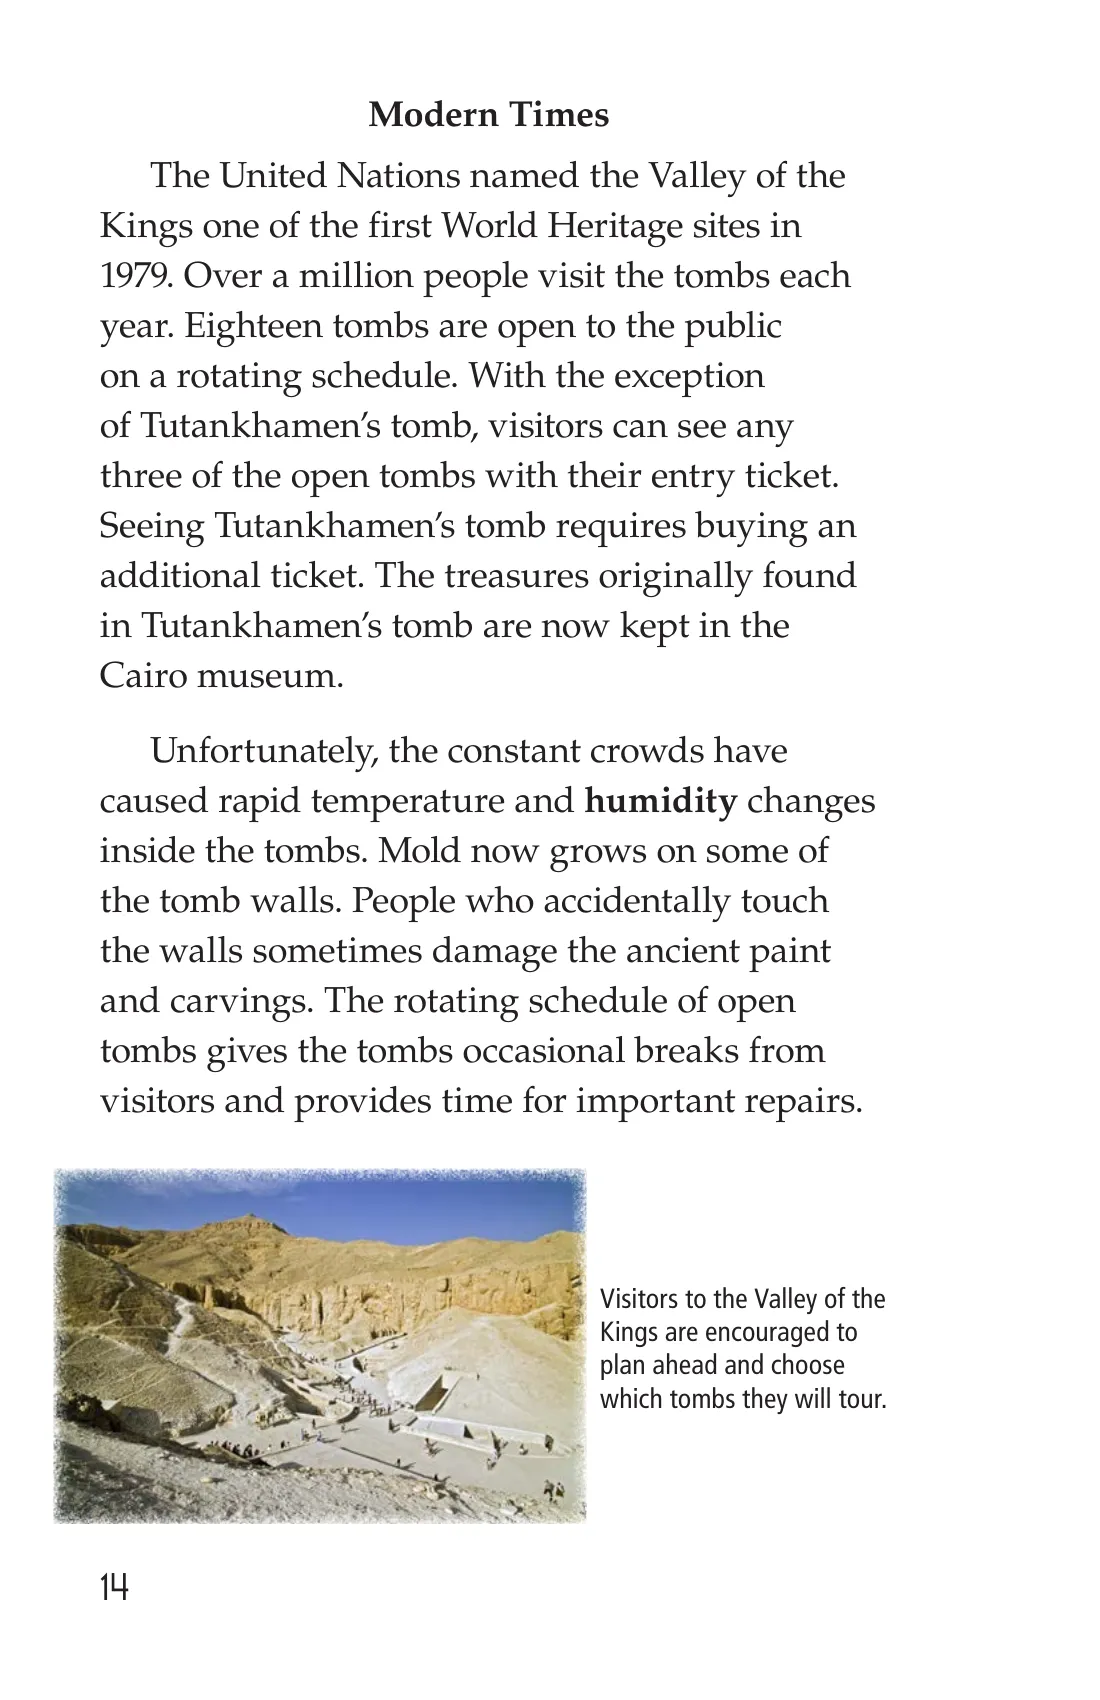 Modern Times
The United Nations named the Valley of the
Kings one of the first World Heritage sites in
1979. Over a million people visit the tombs each
year. Eighteen tombs are open to the public
on a rotating schedule. With the exception
of Tutankhamen’s tomb, visitors can see any
three of the open tombs with their entry ticket.
Seeing Tutankhamen’s tomb requires buying an
additional ticket. The treasures originally found
in Tutankhamen’s tomb are now kept in the
Cairo museum.
Unfortunately, the constant crowds have
caused rapid temperature and humidity changes
inside the tombs. Mold now grows on some of
the tomb walls. People who accidentally touch
the walls sometimes damage the ancient paint
and carvings. The rotating schedule of open
tombs gives the tombs occasional breaks from
visitors and provides time for important repairs.
Visitors to the Valley of the
Kings are encouraged to
plan ahead and choose
which tombs they will tour.
14